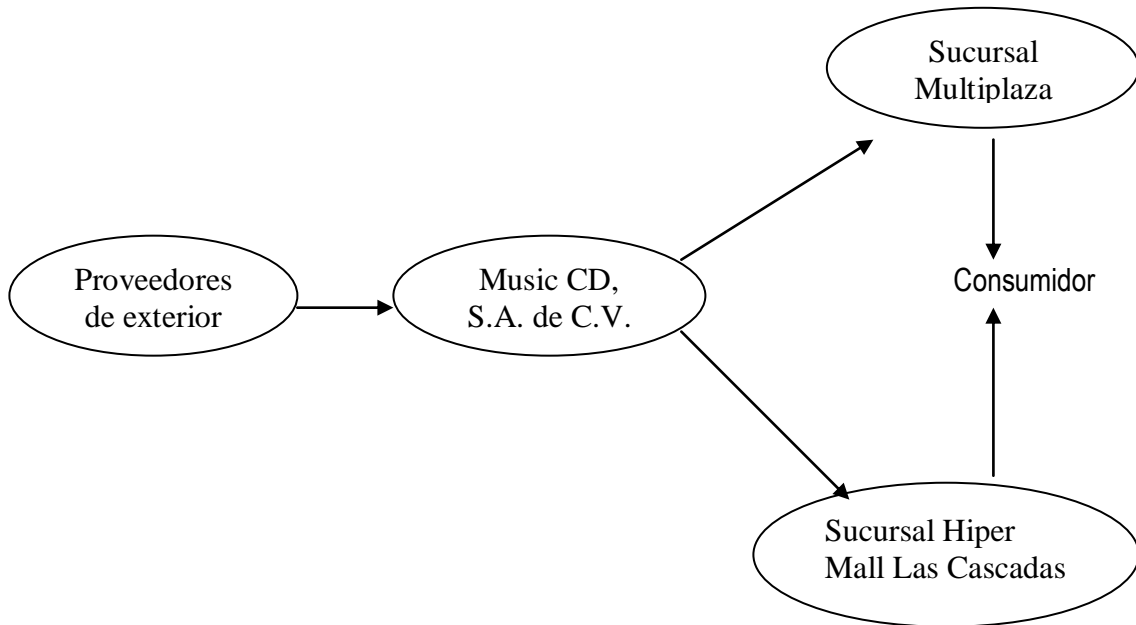 Sucursal
Multiplaza
Proveedores
de exterior
Music CD,
S.A. de C.V.
Consumidor
Sucursal Hiper
Mall Las Cascadas